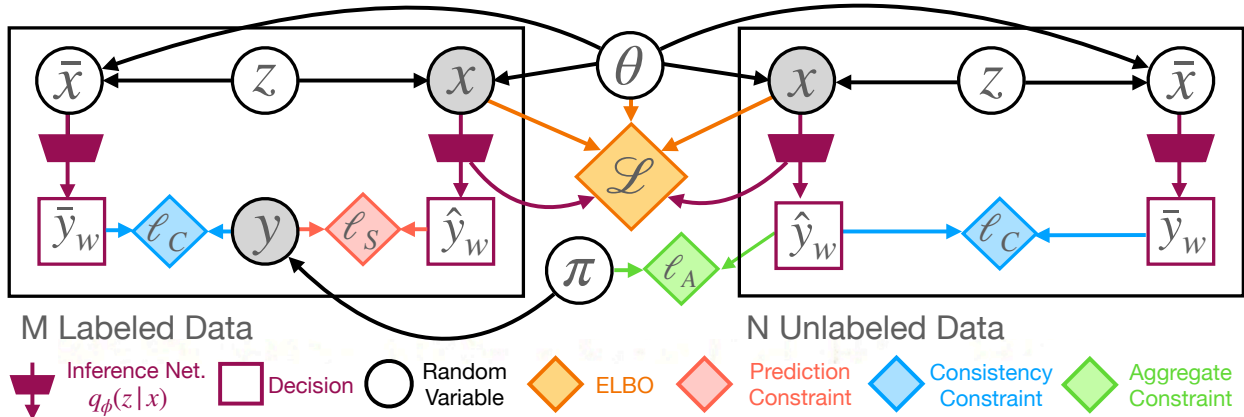 x̄ z x θ x z x̄
ℒ
ȳ_w ℓ_C y ℓ_S ŷ_w ŷ_w ℓ_C ȳ_w
π ℓ_A
M Labeled Data N Unlabeled Data
Inference Net.
q_ϕ(z|x)
Decision
Random
Variable
ELBO
Prediction
Constraint
Consistency
Constraint
Aggregate
Constraint